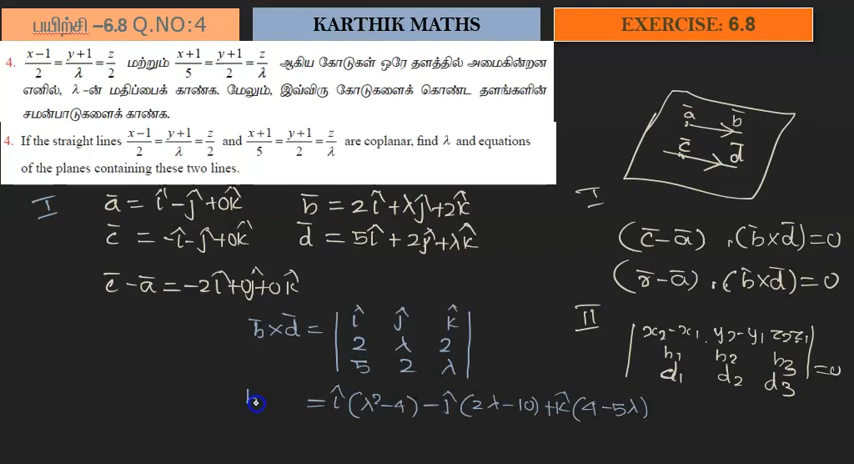 பயிற்சி –6.8 Q.NO:4
KARTHIK MATHS
EXERCISE: 6.8
4. (x−1)/2 = (y+1)/λ = z/2 மற்றும் (x+1)/5 = (y+1)/2 = z/λ ஆகிய கோடுகள் ஒரே தளத்தில் அமைகின்றன
எனில், λ-ன் மதிப்பைக் காண்க. மேலும், இவ்விரு கோடுகளைக் கொண்ட தளங்களின்
சமன்பாடுகளைக் காண்க.
4. If the straight lines (x−1)/2 = (y+1)/λ = z/2 and (x+1)/5 = (y+1)/2 = z/λ are coplanar, find λ and equations
of the planes containing these two lines.
ā b̄
c̄ d̄
I
ā = î − ĵ + 0k̂ b̄ = 2î + λĵ + 2k̂
c̄ = −î − ĵ + 0k̂ d̄ = 5î + 2ĵ + λk̂
c̄ − ā = −2î + 0ĵ + 0k̂
b̄ × d̄ = | î ĵ k̂ |
| 2 λ 2 |
| 5 2 λ |
= î(λ² − 4) − ĵ(2λ − 10) + k̂(4 − 5λ)
I
(c̄ − ā) . (b̄ × d̄) = 0
(r̄ − ā) . (b̄ × d̄) = 0
II
| x₂−x₁ y₂−y₁ z₂−z₁ |
| b₁ b₂ b₃ |
| d₁ d₂ d₃ | = 0